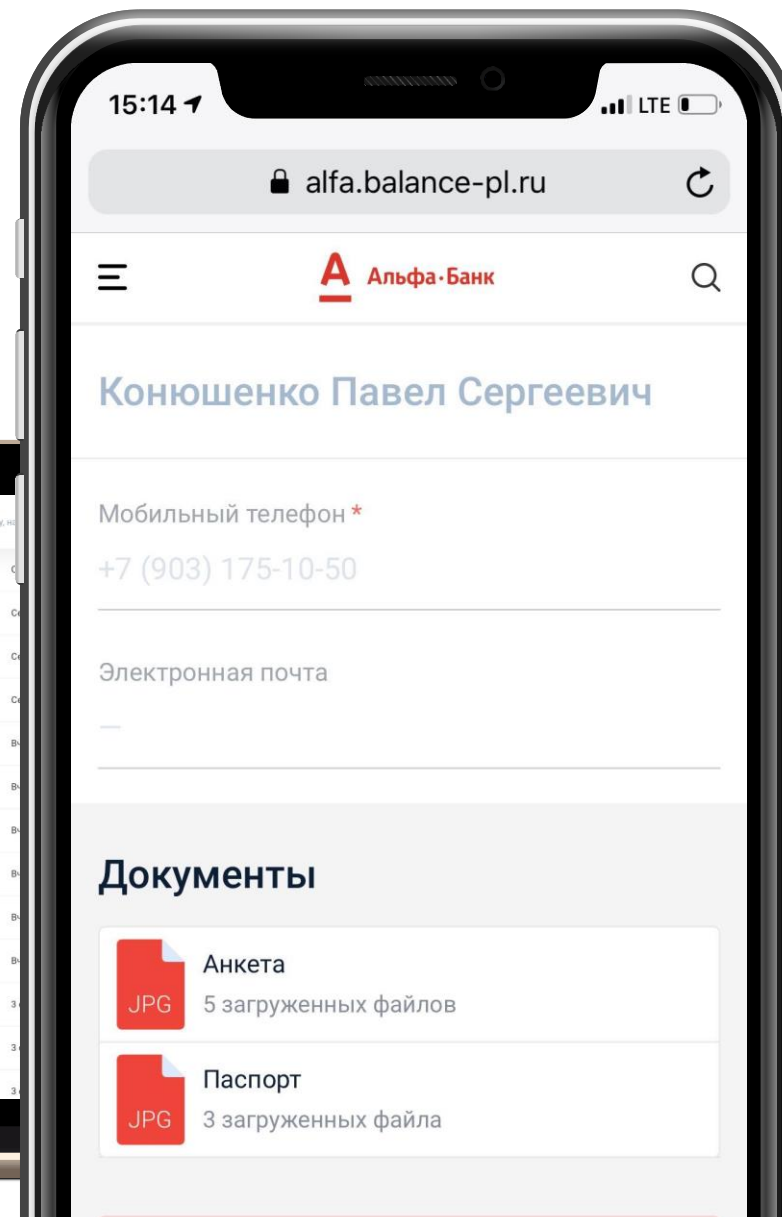 15:14
LTE
alfa.balance-pl.ru
Альфа·Банк
Конюшенко Павел Сергеевич
Мобильный телефон *
+7 (903) 175-10-50
Электронная почта
—
Документы
JPG
Анкета
5 загруженных файлов
JPG
Паспорт
3 загруженных файла